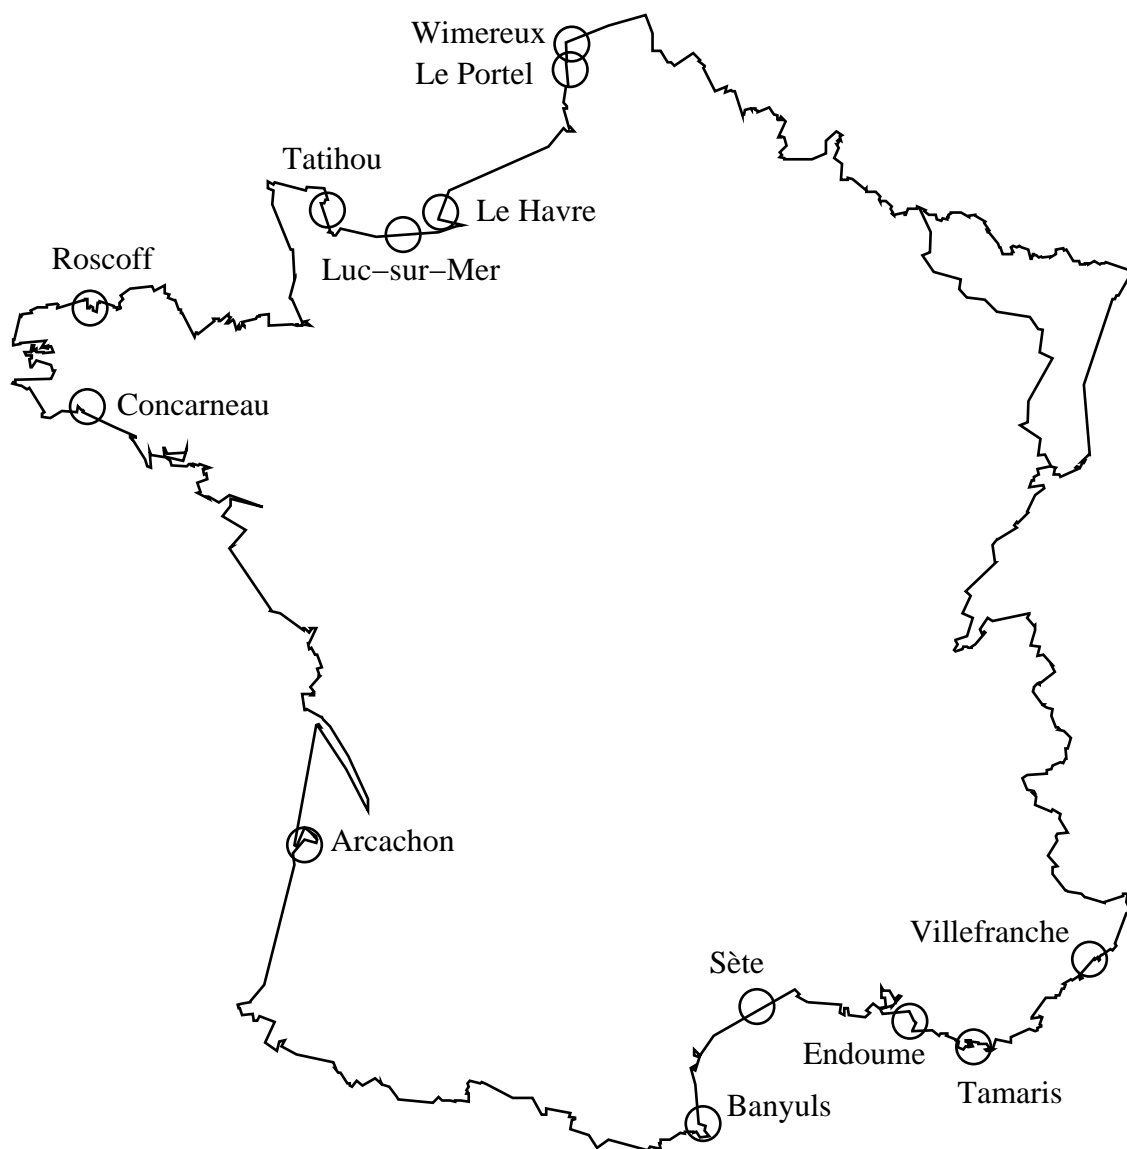 Wimereux
Le Portel
Tatihou
Le Havre
Luc−sur−Mer
Roscoff
Concarneau
Arcachon
Villefranche
Sète
Endoume
Tamaris
Banyuls